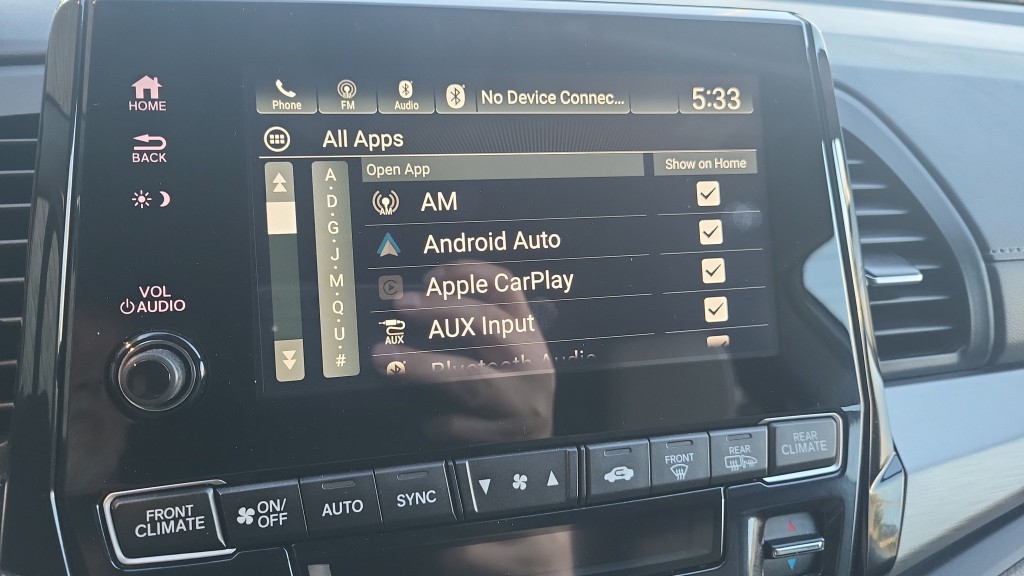 HOME
BACK
VOL
AUDIO
Phone
FM
Audio
No Device Connec...
5:33
All Apps
Open App
Show on Home
A
D
G
J
M
Q
U
#
AM
AM
Android Auto
Apple CarPlay
AUX
AUX Input
Bluetooth Audio
FRONT
CLIMATE
ON/
OFF
AUTO
SYNC
FRONT
REAR
REAR
CLIMATE